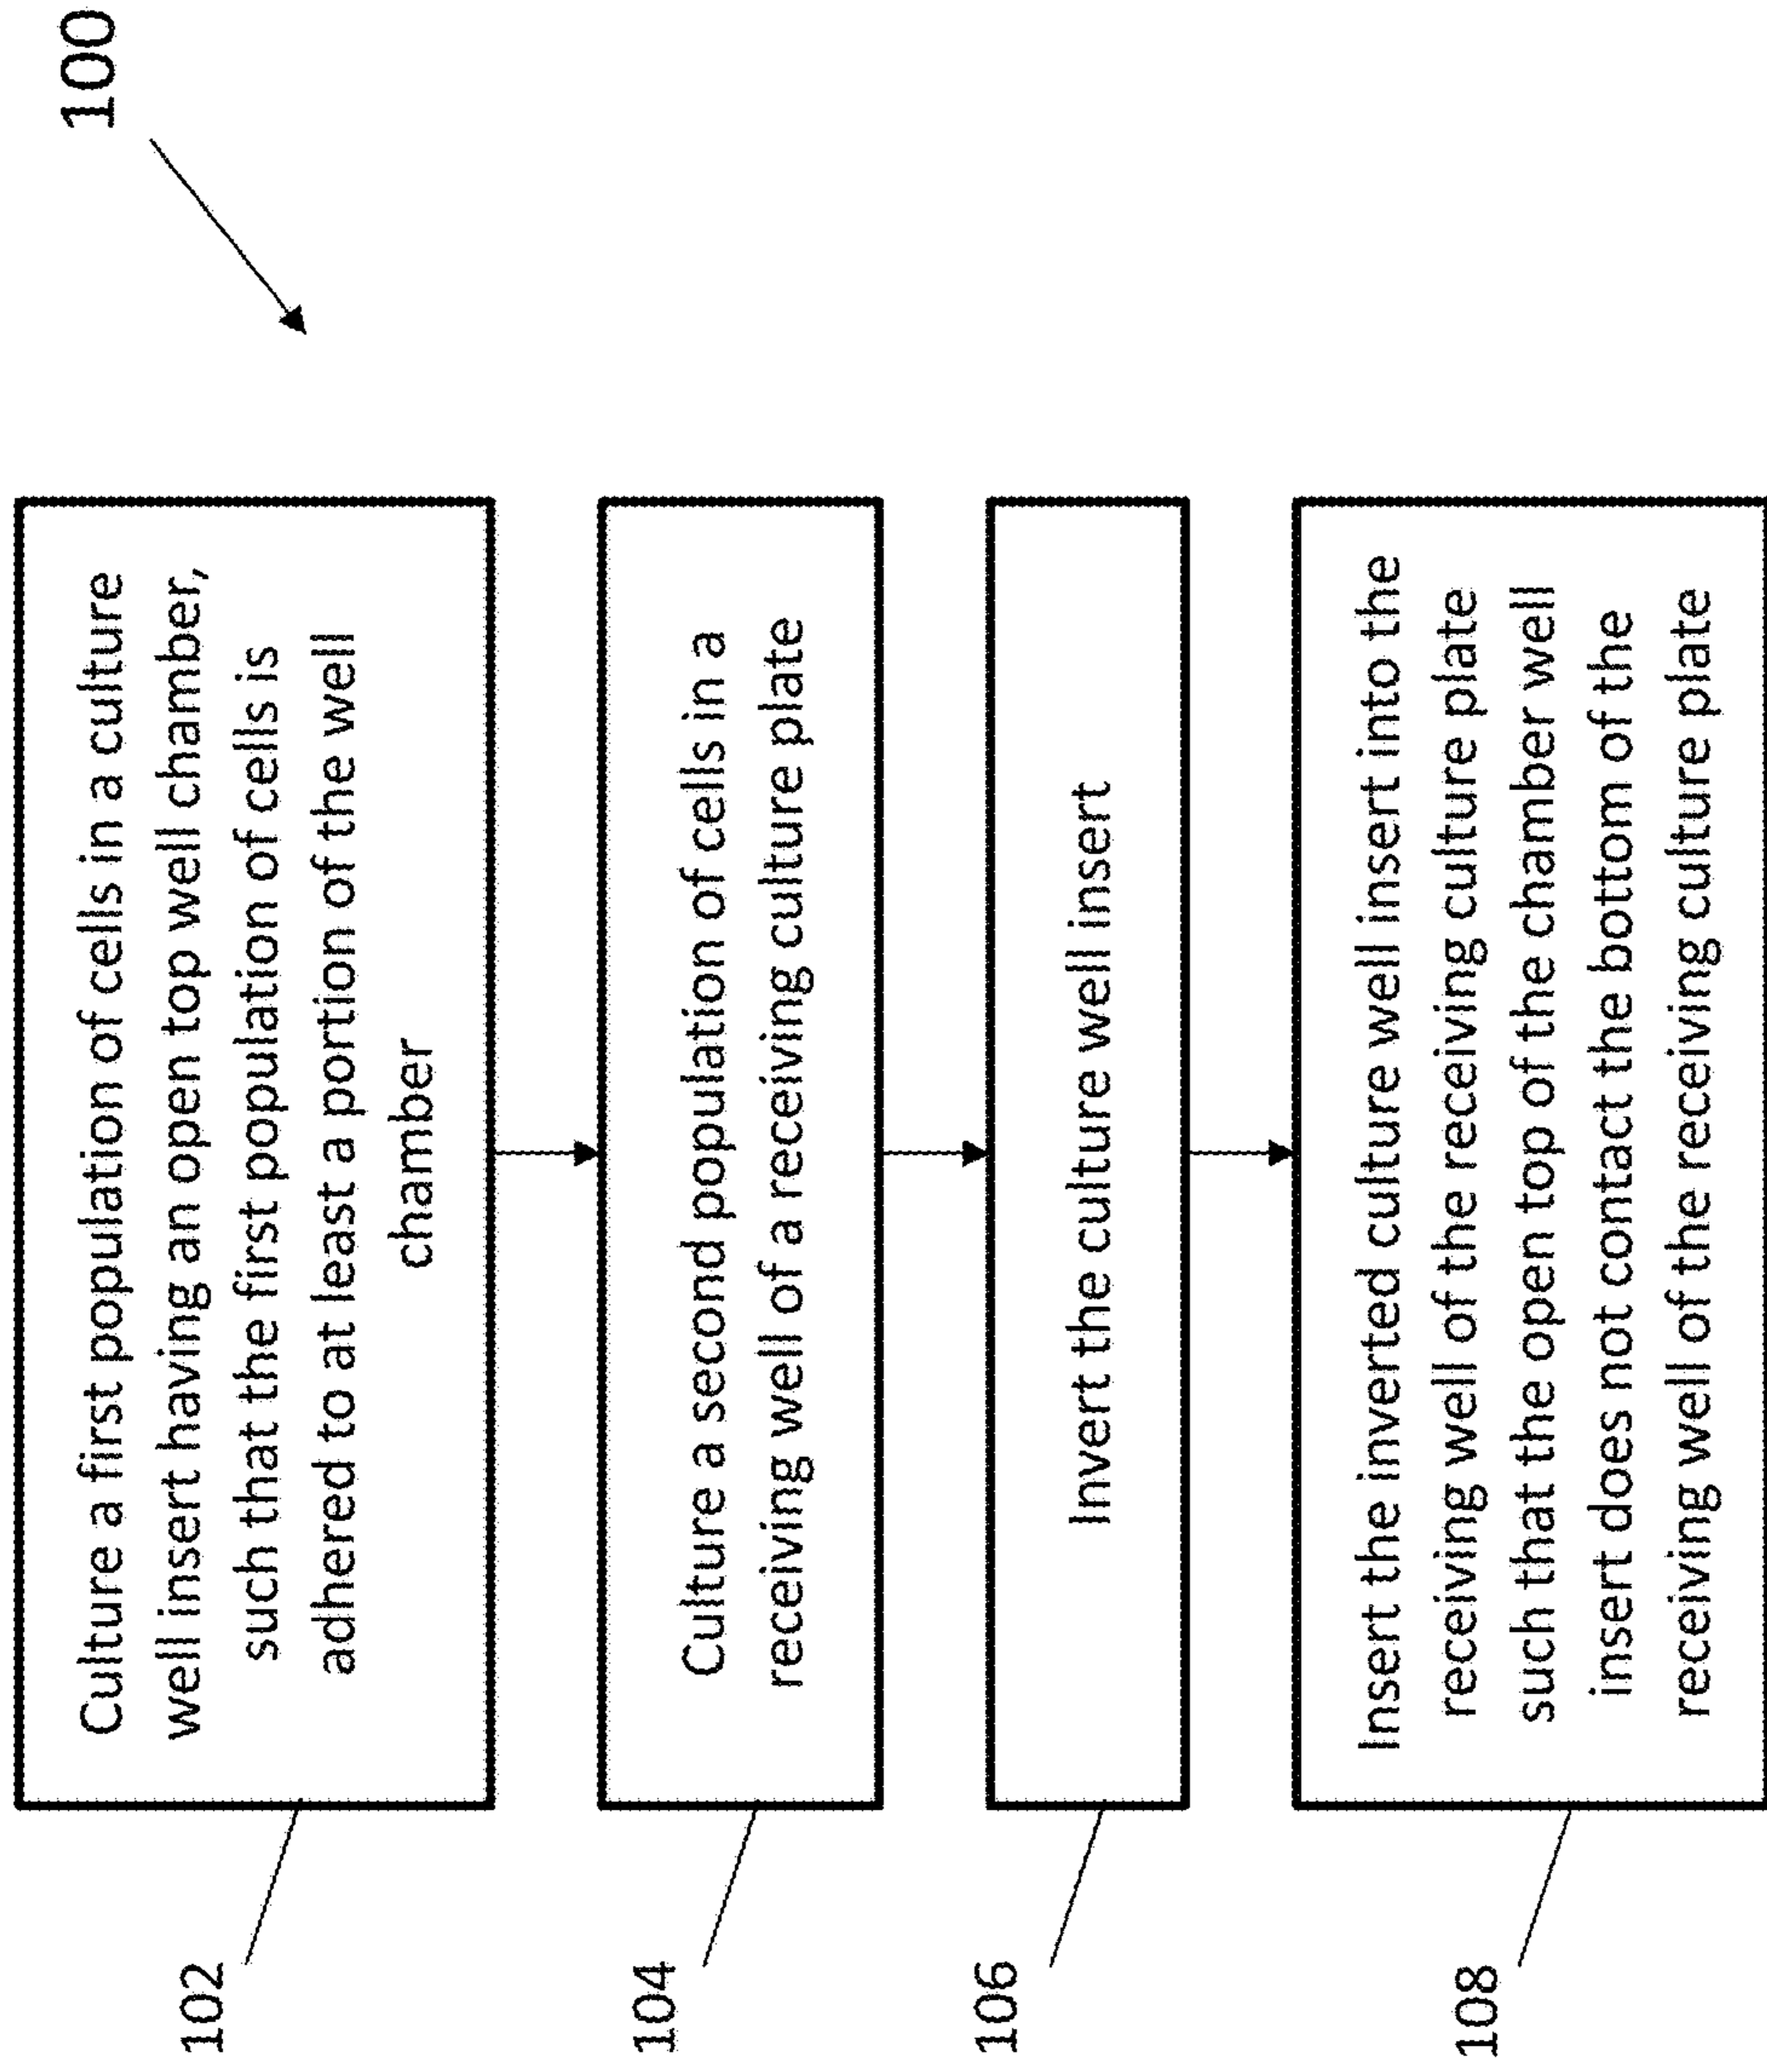 100
102
Culture a first population of cells in a culture
well insert having an open top well chamber,
such that the first population of cells is
adhered to at least a portion of the well
chamber
104
Culture a second population of cells in a
receiving well of a receiving culture plate
106
Invert the culture well insert
108
Insert the inverted culture well insert into the
receiving well of the receiving culture plate
such that the open top of the chamber well
insert does not contact the bottom of the
receiving well of the receiving culture plate